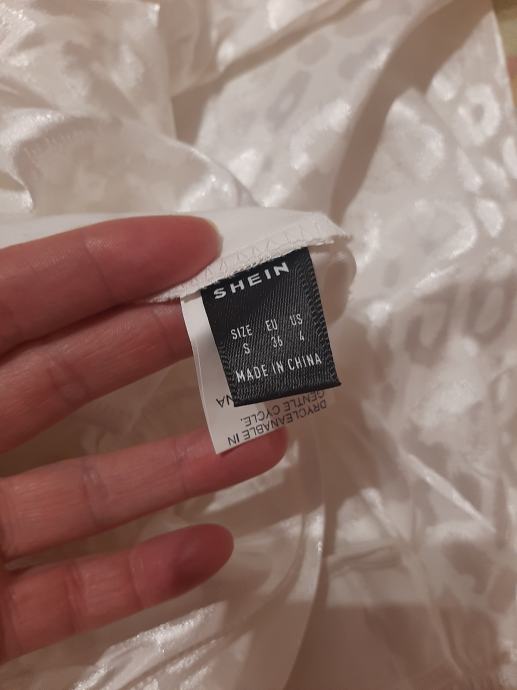 SHEIN
SIZE EU US
S 36 4
MADE IN CHINA
DRYCLEANABLE IN
GENTLE CYCLE.